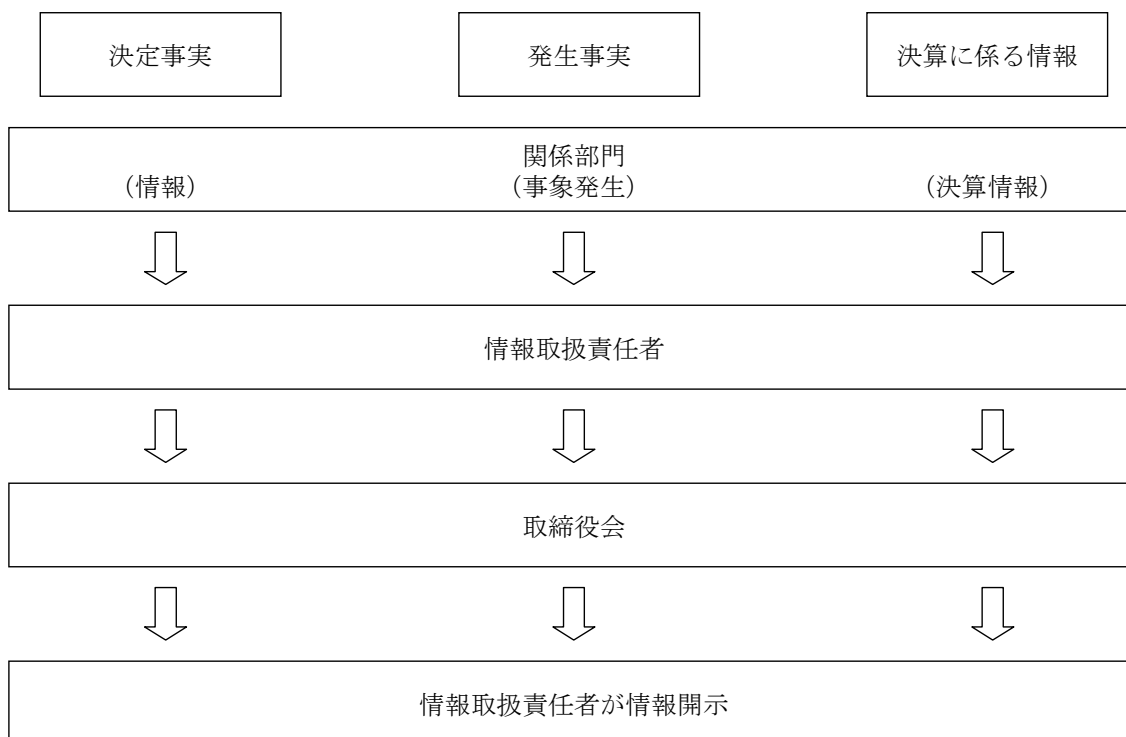 決定事実
発生事実
決算に係る情報
関係部門
(情報)
(事象発生)
(決算情報)
情報取扱責任者
取締役会
情報取扱責任者が情報開示